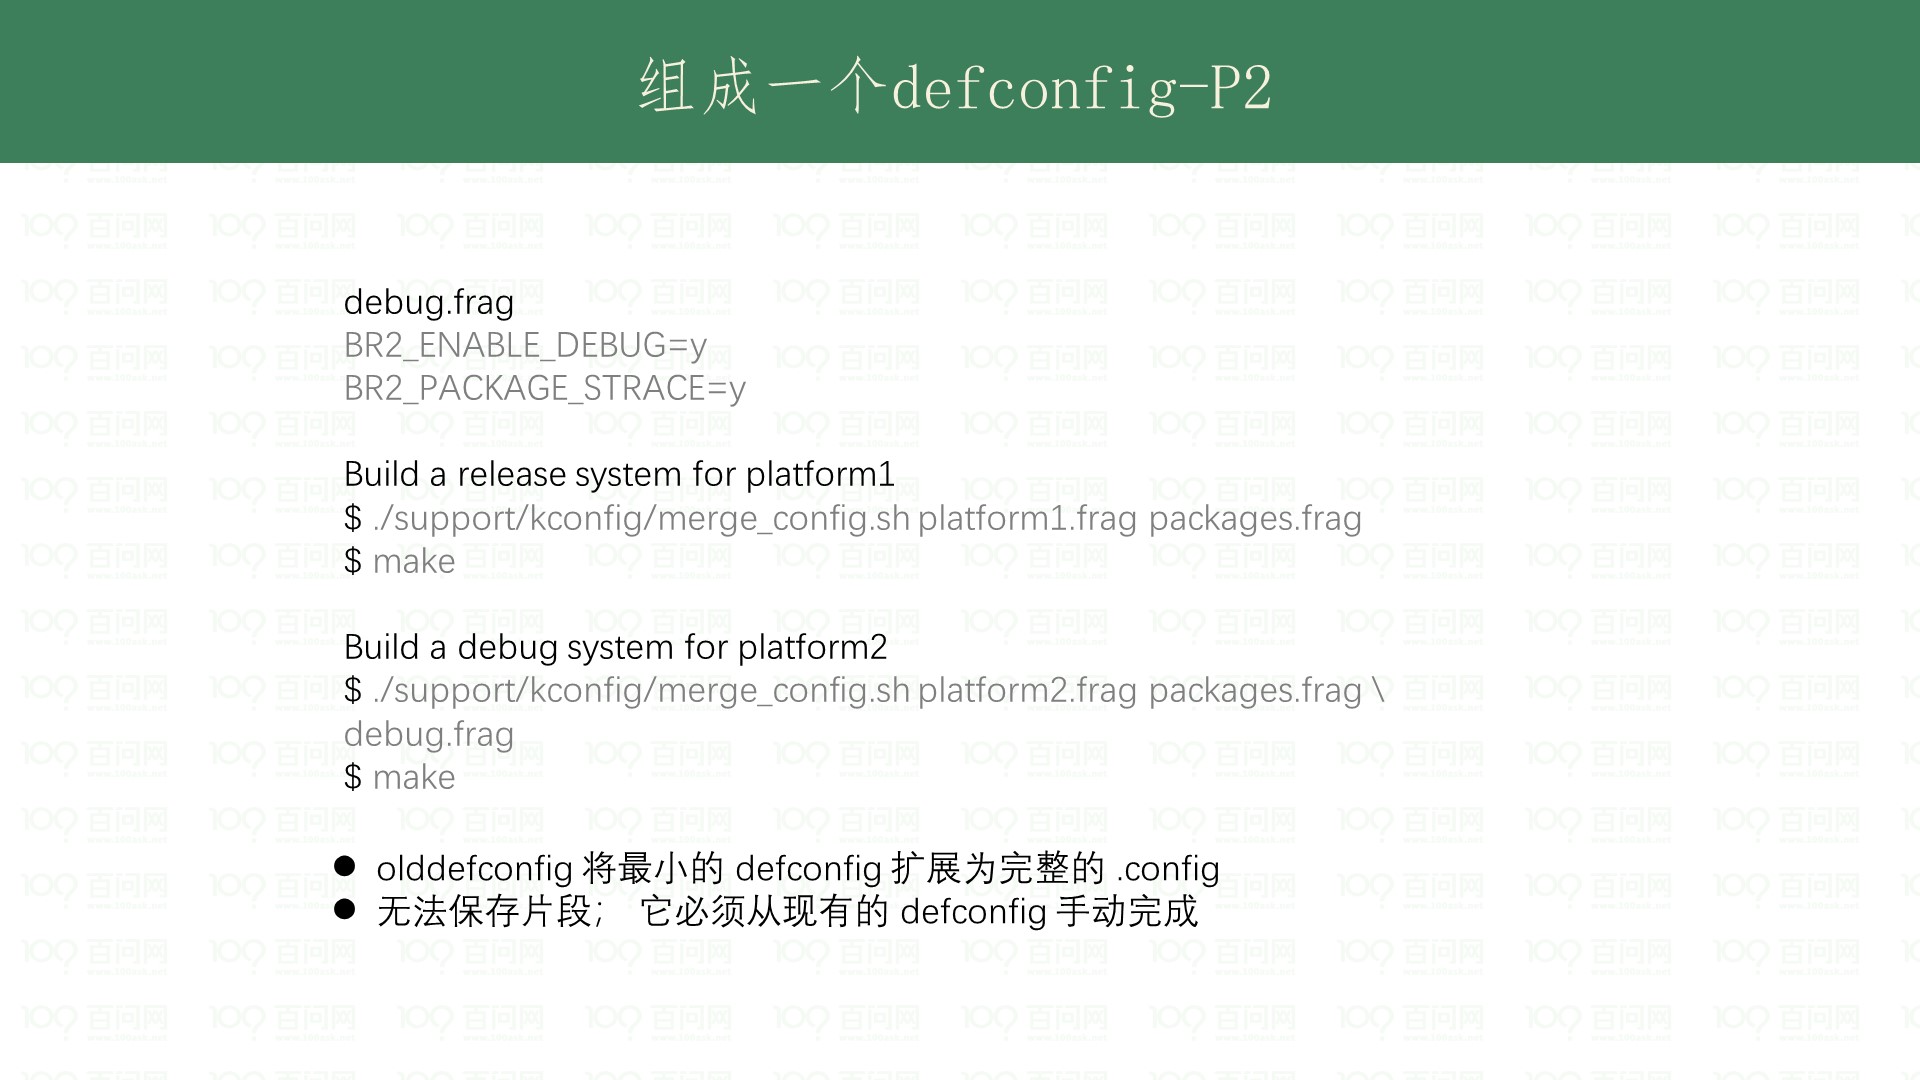 组成一个defconfig-P2
debug.frag
BR2_ENABLE_DEBUG=y
BR2_PACKAGE_STRACE=y
Build a release system for platform1
$ ./support/kconfig/merge_config.sh platform1.frag packages.frag
$ make
Build a debug system for platform2
$ ./support/kconfig/merge_config.sh platform2.frag packages.frag \
debug.frag
$ make
● olddefconfig 将最小的 defconfig 扩展为完整的 .config
● 无法保存片段； 它必须从现有的 defconfig 手动完成